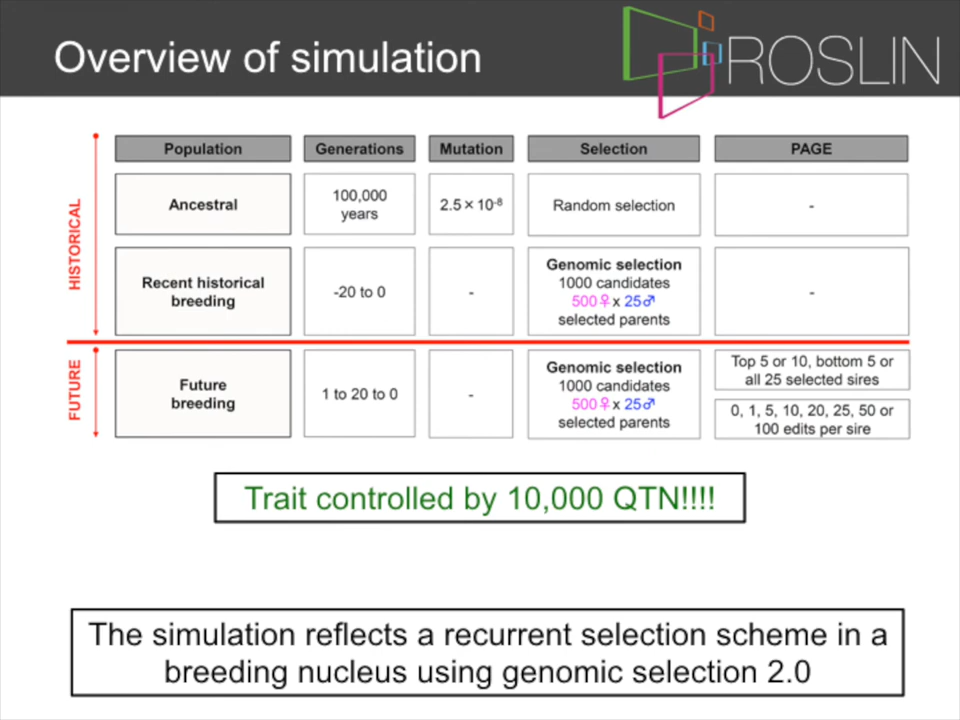 Overview of simulation
ROSLIN
Population
Generations
Mutation
Selection
PAGE
HISTORICAL
Ancestral
100,000
years
2.5 × 10⁻⁸
Random selection
-
Recent historical
breeding
-20 to 0
-
Genomic selection
1000 candidates
500♀x 25♂
selected parents
-
FUTURE
Future
breeding
1 to 20 to 0
-
Genomic selection
1000 candidates
500♀x 25♂
selected parents
Top 5 or 10, bottom 5 or
all 25 selected sires
0, 1, 5, 10, 20, 25, 50 or
100 edits per sire
Trait controlled by 10,000 QTN!!!!
The simulation reflects a recurrent selection scheme in a
breeding nucleus using genomic selection 2.0